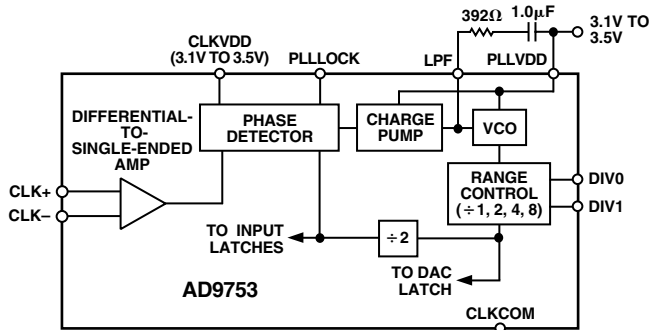 392Ω
1.0µF
3.1V TO
3.5V
CLKVDD
(3.1V TO 3.5V)
PLLLOCK
LPF
PLLVDD
DIFFERENTIAL-
TO-
SINGLE-ENDED
AMP
PHASE
DETECTOR
CHARGE
PUMP
VCO
CLK+
CLK–
RANGE
CONTROL
(÷1, 2, 4, 8)
DIV0
DIV1
TO INPUT
LATCHES
÷2
TO DAC
LATCH
AD9753
CLKCOM